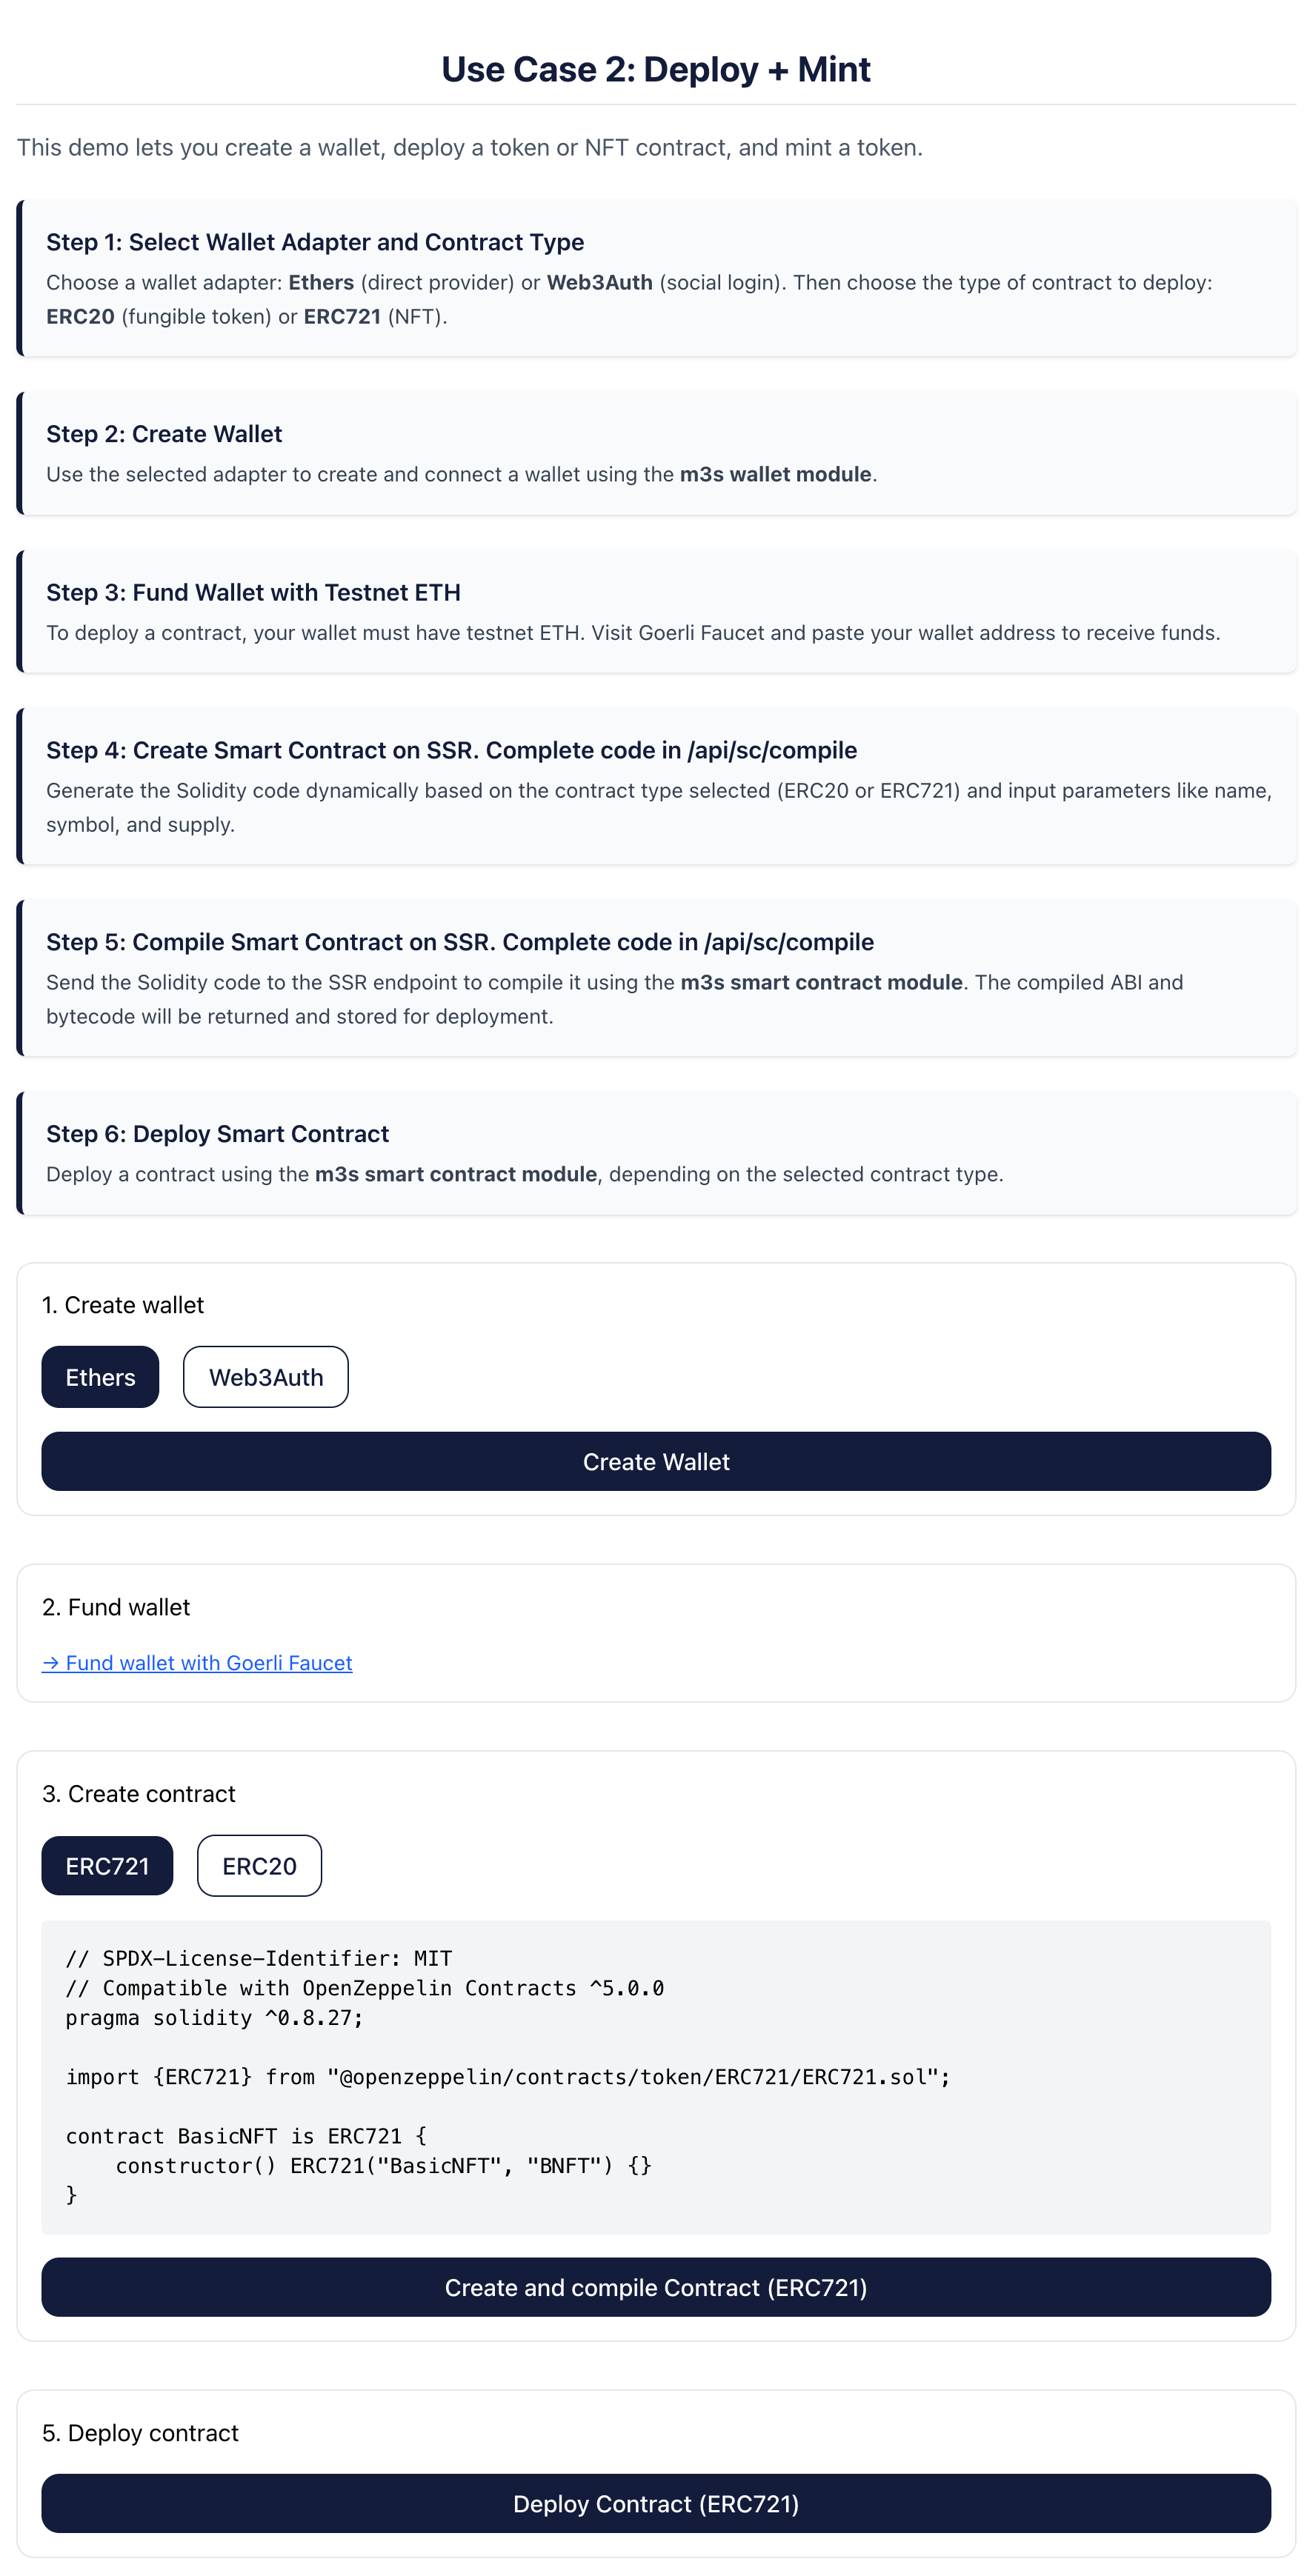 Use Case 2: Deploy + Mint
This demo lets you create a wallet, deploy a token or NFT contract, and mint a token.
Step 1: Select Wallet Adapter and Contract Type
Choose a wallet adapter: Ethers (direct provider) or Web3Auth (social login). Then choose the type of contract to deploy:
ERC20 (fungible token) or ERC721 (NFT).
Step 2: Create Wallet
Use the selected adapter to create and connect a wallet using the m3s wallet module.
Step 3: Fund Wallet with Testnet ETH
To deploy a contract, your wallet must have testnet ETH. Visit Goerli Faucet and paste your wallet address to receive funds.
Step 4: Create Smart Contract on SSR. Complete code in /api/sc/compile
Generate the Solidity code dynamically based on the contract type selected (ERC20 or ERC721) and input parameters like name,
symbol, and supply.
Step 5: Compile Smart Contract on SSR. Complete code in /api/sc/compile
Send the Solidity code to the SSR endpoint to compile it using the m3s smart contract module. The compiled ABI and
bytecode will be returned and stored for deployment.
Step 6: Deploy Smart Contract
Deploy a contract using the m3s smart contract module, depending on the selected contract type.
1. Create wallet
Ethers Web3Auth
Create Wallet
2. Fund wallet
→ Fund wallet with Goerli Faucet
3. Create contract
ERC721 ERC20
// SPDX-License-Identifier: MIT
// Compatible with OpenZeppelin Contracts ^5.0.0
pragma solidity ^0.8.27;
import {ERC721} from "@openzeppelin/contracts/token/ERC721/ERC721.sol";
contract BasicNFT is ERC721 {
    constructor() ERC721("BasicNFT", "BNFT") {}
}
Create and compile Contract (ERC721)
5. Deploy contract
Deploy Contract (ERC721)